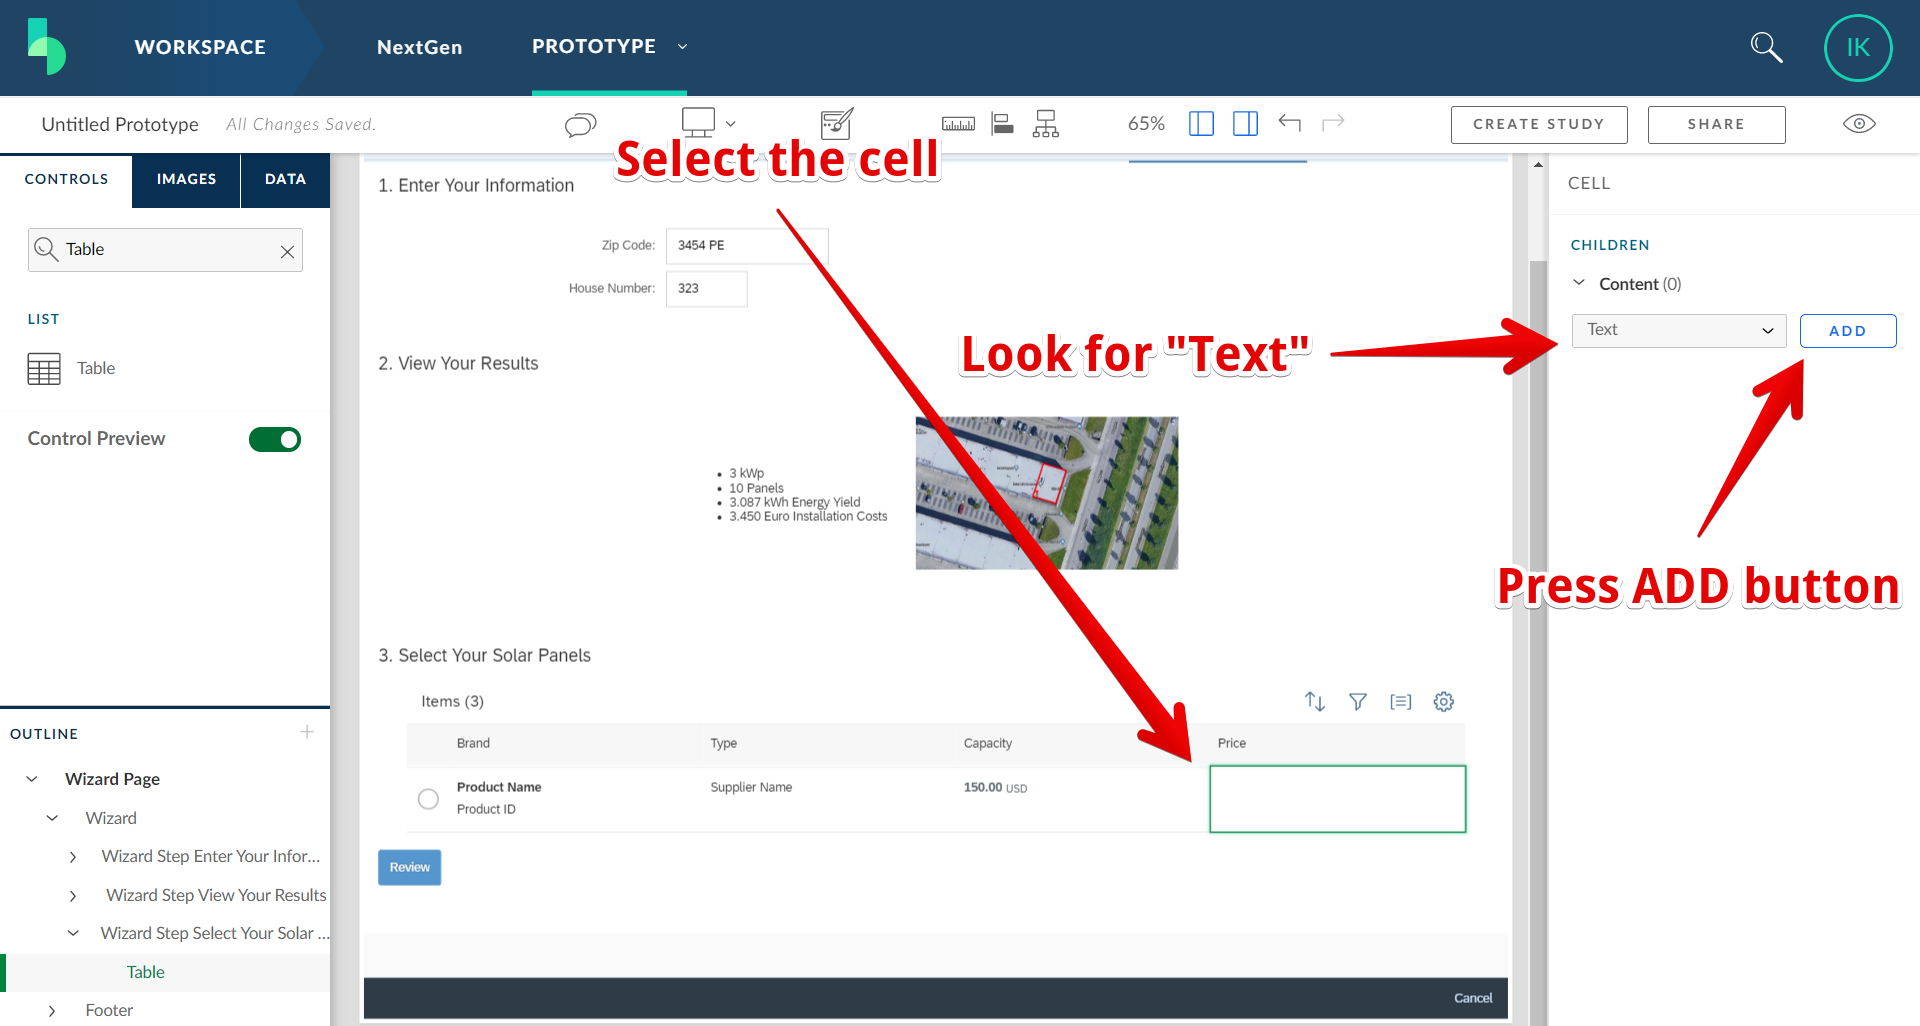 WORKSPACE
NextGen
PROTOTYPE
IK
Untitled Prototype
All Changes Saved.
65%
CREATE STUDY
SHARE
CONTROLS
IMAGES
DATA
Table
LIST
Table
Control Preview
OUTLINE
Wizard Page
Wizard
Wizard Step Enter Your Infor...
Wizard Step View Your Results
Wizard Step Select Your Solar ...
Table
Footer
Select the cell
1. Enter Your Information
Zip Code:
3454 PE
House Number:
323
Look for "Text"
2. View Your Results
3 kWp
10 Panels
3.087 kWh Energy Yield
3.450 Euro Installation Costs
3. Select Your Solar Panels
Items (3)
Brand
Type
Capacity
Price
Product Name
Supplier Name
150.00 USD
Product ID
Review
Cancel
CELL
CHILDREN
Content (0)
Text
ADD
Press ADD button